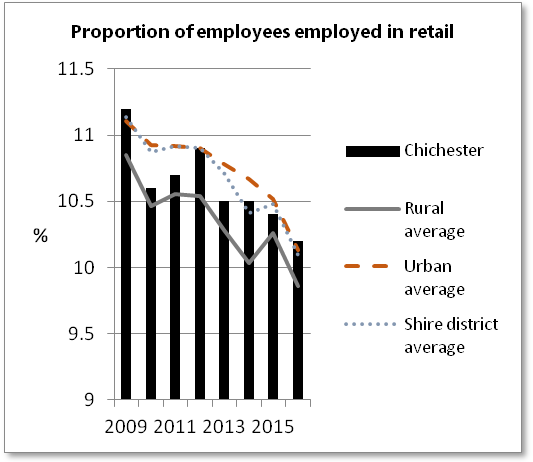 Proportion of employees employed in retail
11.5
11
10.5
10
9.5
9
%
2009 2011 2013 2015
Chichester
Rural
average
Urban
average
Shire district
average